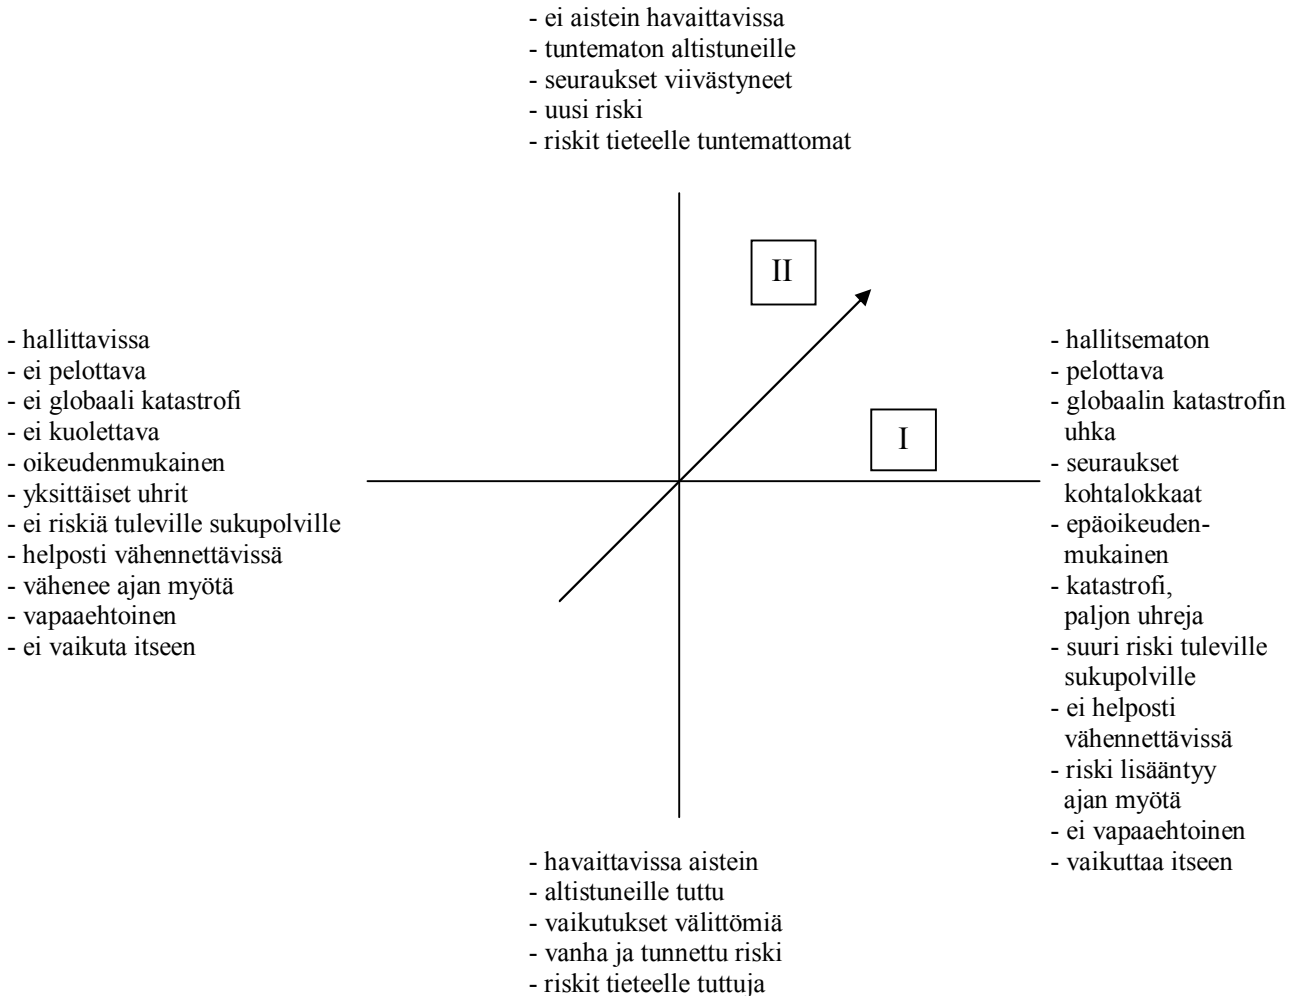 - ei aistein havaittavissa
- tuntematon altistuneille
- seuraukset viivästyneet
- uusi riski
- riskit tieteelle tuntemattomat
II
- hallittavissa
- ei pelottava
- ei globaali katastrofi
- ei kuolettava
- oikeudenmukainen
- yksittäiset uhrit
- ei riskiä tuleville sukupolville
- helposti vähennettävissä
- vähenee ajan myötä
- vapaaehtoinen
- ei vaikuta itseen
I
- hallitsematon
- pelottava
- globaalin katastrofin
uhka
- seuraukset
kohtalokkaat
- epäoikeuden-
mukainen
- katastrofi,
paljon uhreja
- suuri riski tuleville
sukupolville
- ei helposti
vähennettävissä
- riski lisääntyy
ajan myötä
- ei vapaaehtoinen
- vaikuttaa itseen
- havaittavissa aistein
- altistuneille tuttu
- vaikutukset välittömiä
- vanha ja tunnettu riski
- riskit tieteelle tuttuja